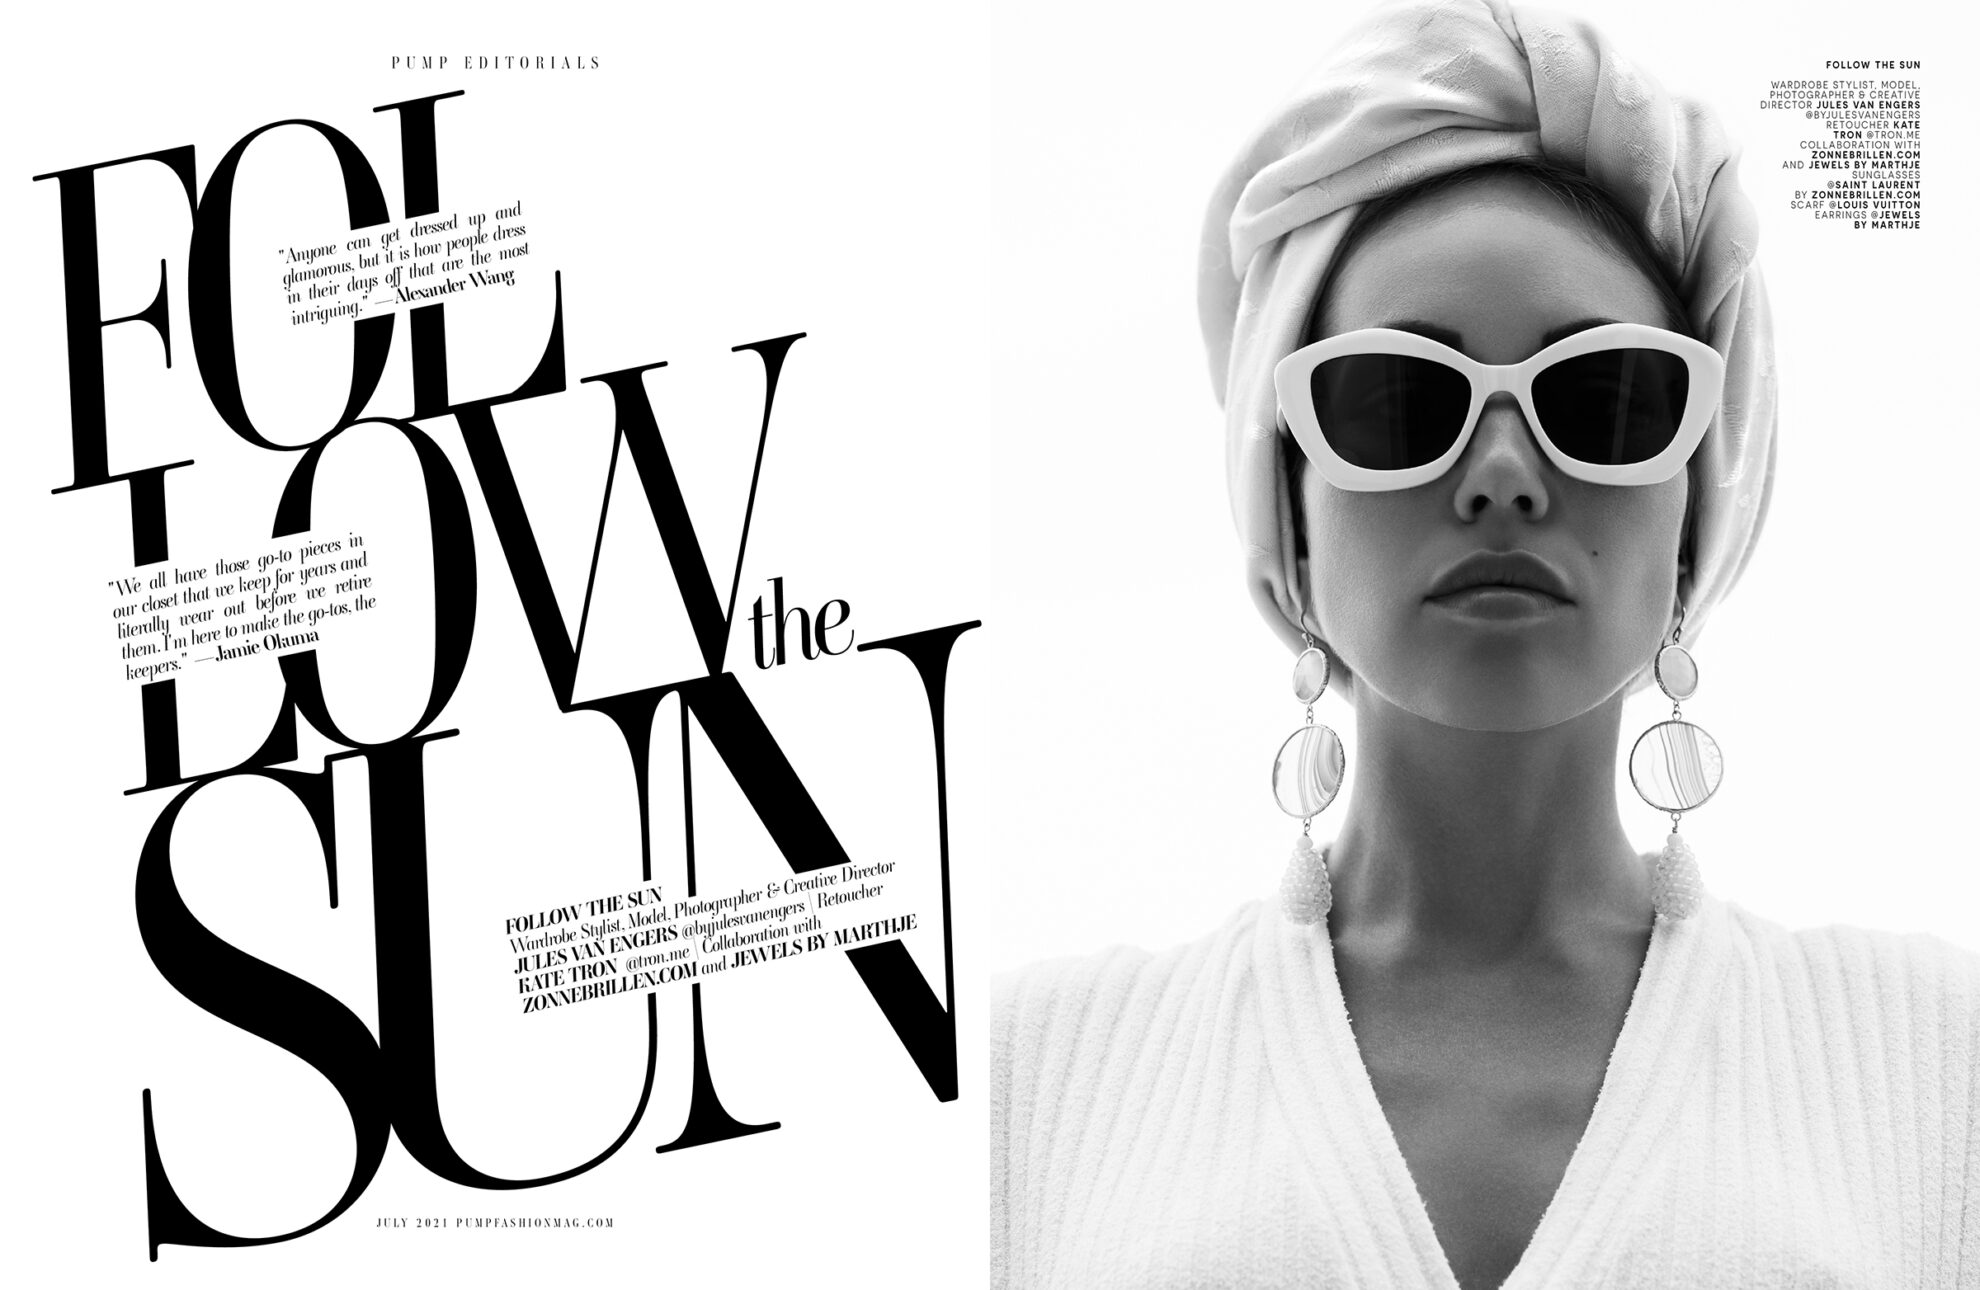 PUMP EDITORIALS
FOL
"Anyone can get dressed up and
glamorous, but it is how people dress
in their days off that are the most
intriguing." —Alexander Wang
LOW
"We all have those go-to pieces in
our closet that we keep for years and
literally wear out before we retire
them. I'm here to make the go-tos, the
keepers." —Jamie Okuma
the
SUN
FOLLOW THE SUN
Wardrobe Stylist, Model, Photographer & Creative Director
JULES VAN ENGERS @byjulesvanengers | Retoucher
KATE TRON @tron.me | Collaboration with
ZONNEBRILLEN.COM and JEWELS BY MARTHJE
JULY 2021 PUMPFASHIONMAG.COM
FOLLOW THE SUN
WARDROBE STYLIST, MODEL,
PHOTOGRAPHER & CREATIVE
DIRECTOR JULES VAN ENGERS
@BYJULESVANENGERS
RETOUCHER KATE
TRON @TRON.ME
COLLABORATION WITH
ZONNEBRILLEN.COM
AND JEWELS BY MARTHJE
SUNGLASSES
@SAINT LAURENT
BY ZONNEBRILLEN.COM
SCARF @LOUIS VUITTON
EARRINGS @JEWELS
BY MARTHJE